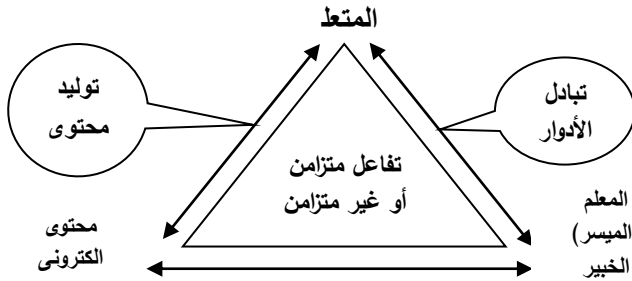 المتعل
توليد
محتوى
تبادل
الأدوار
تفاعل متزامن
أو غير متزامن
المعلم
الميسر)
الخبير
محتوى
الكترونى